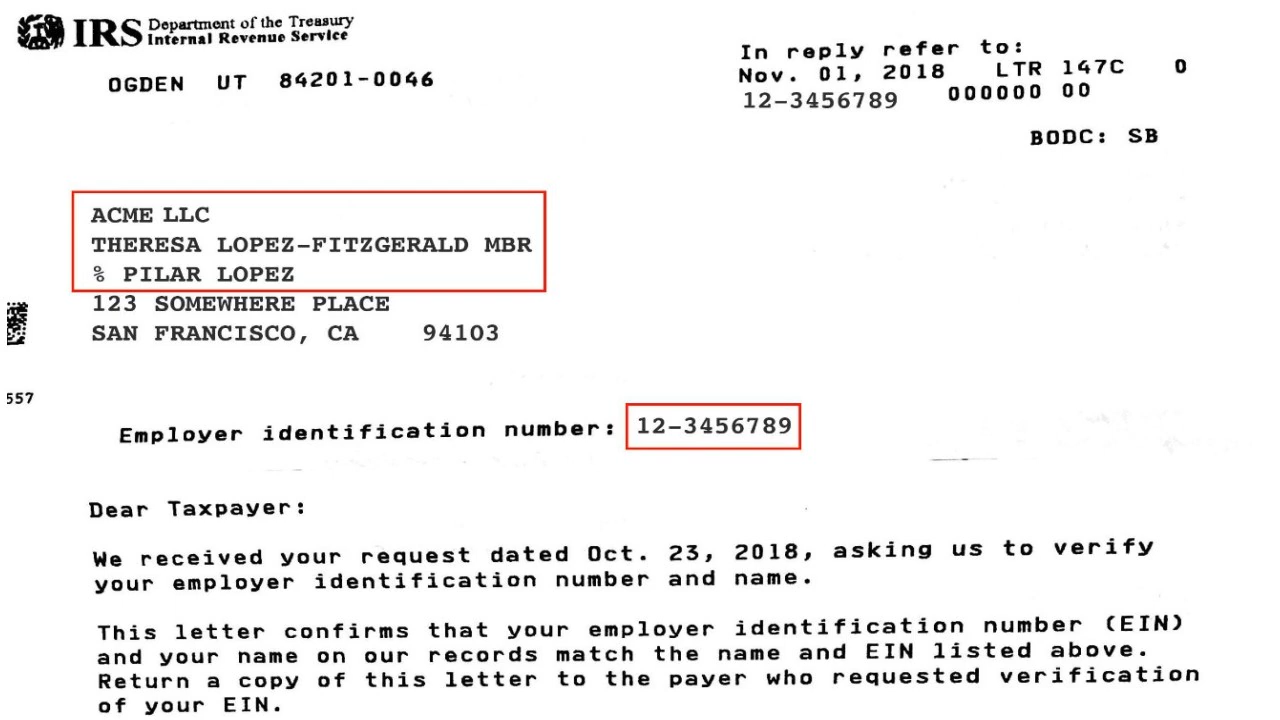 IRS Department of the Treasury
Internal Revenue Service
OGDEN UT 84201-0046
In reply refer to:
Nov. 01, 2018 LTR 147C 0
12-3456789 000000 00
BODC: SB
ACME LLC
THERESA LOPEZ-FITZGERALD MBR
% PILAR LOPEZ
123 SOMEWHERE PLACE
SAN FRANCISCO, CA 94103
557
Employer identification number: 12-3456789
Dear Taxpayer:
We received your request dated Oct. 23, 2018, asking us to verify
your employer identification number and name.
This letter confirms that your employer identification number (EIN)
and your name on our records match the name and EIN listed above.
Return a copy of this letter to the payer who requested verification
of your EIN.